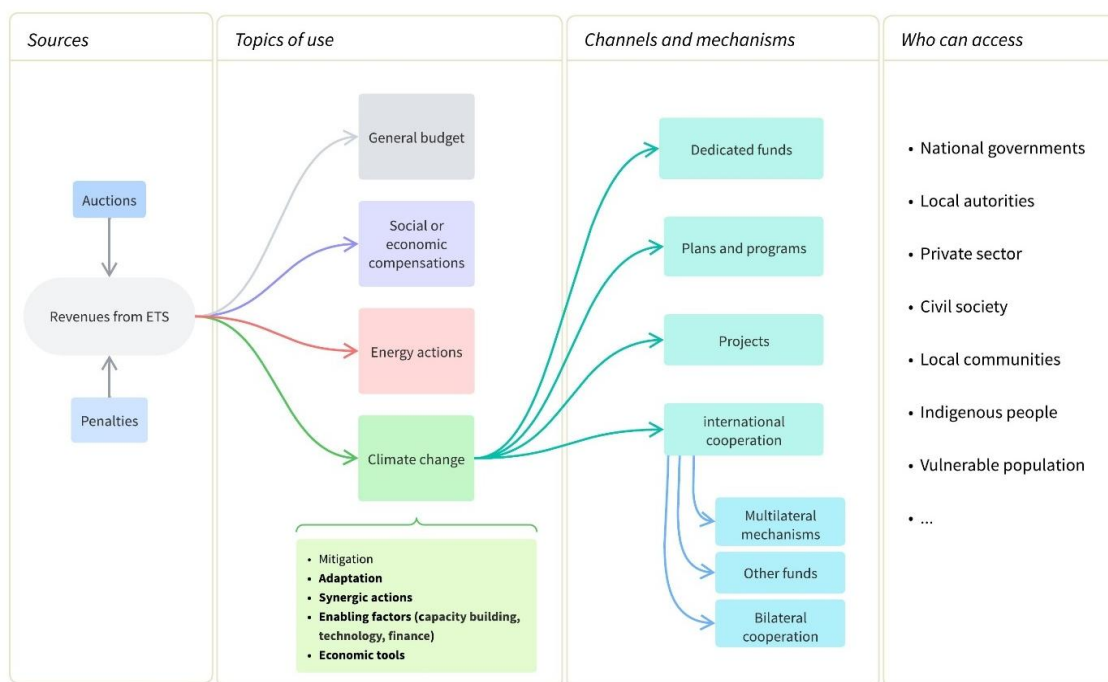 Sources
Topics of use
Channels and mechanisms
Who can access
Auctions
Revenues from ETS
Penalties
General budget
Social or
economic
compensations
Energy actions
Climate change
• Mitigation
• Adaptation
• Synergic actions
• Enabling factors (capacity building,
technology, finance)
• Economic tools
Dedicated funds
Plans and programs
Projects
international
cooperation
Multilateral
mechanisms
Other funds
Bilateral
cooperation
• National governments
• Local autorities
• Private sector
• Civil society
• Local communities
• Indigenous people
• Vulnerable population
• ...